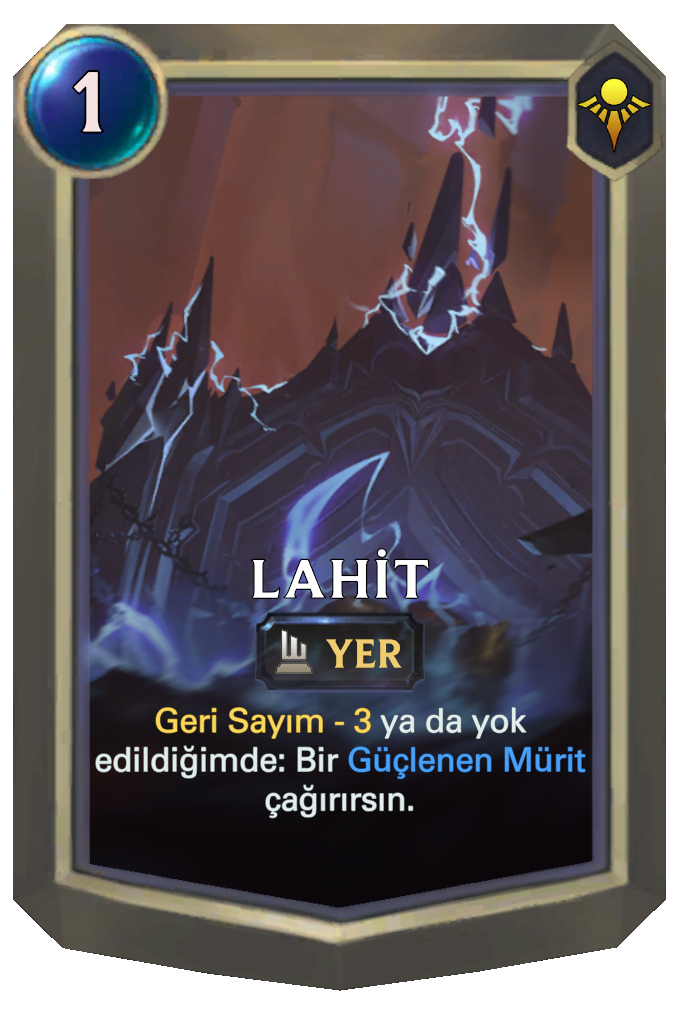 1
LAHİT
YER
Geri Sayım - 3 ya da yok
edildiğimde: Bir Güçlenen Mürit
çağırırsın.